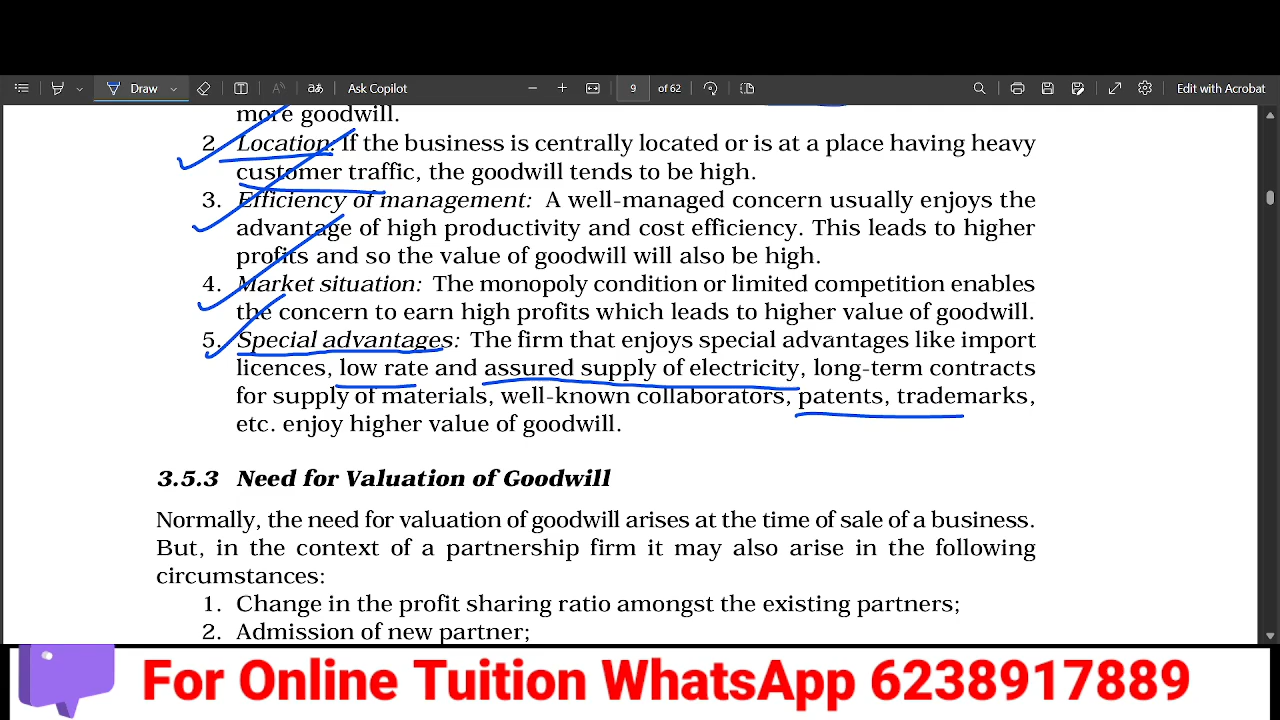 Draw
Ask Copilot
9 of 62
Edit with Acrobat
more goodwill.
2. Location: If the business is centrally located or is at a place having heavy
customer traffic, the goodwill tends to be high.
3. Efficiency of management: A well-managed concern usually enjoys the
advantage of high productivity and cost efficiency. This leads to higher
profits and so the value of goodwill will also be high.
4. Market situation: The monopoly condition or limited competition enables
the concern to earn high profits which leads to higher value of goodwill.
5. Special advantages: The firm that enjoys special advantages like import
licences, low rate and assured supply of electricity, long-term contracts
for supply of materials, well-known collaborators, patents, trademarks,
etc. enjoy higher value of goodwill.
3.5.3 Need for Valuation of Goodwill
Normally, the need for valuation of goodwill arises at the time of sale of a business.
But, in the context of a partnership firm it may also arise in the following
circumstances:
1. Change in the profit sharing ratio amongst the existing partners;
2. Admission of new partner;
For Online Tuition WhatsApp 6238917889